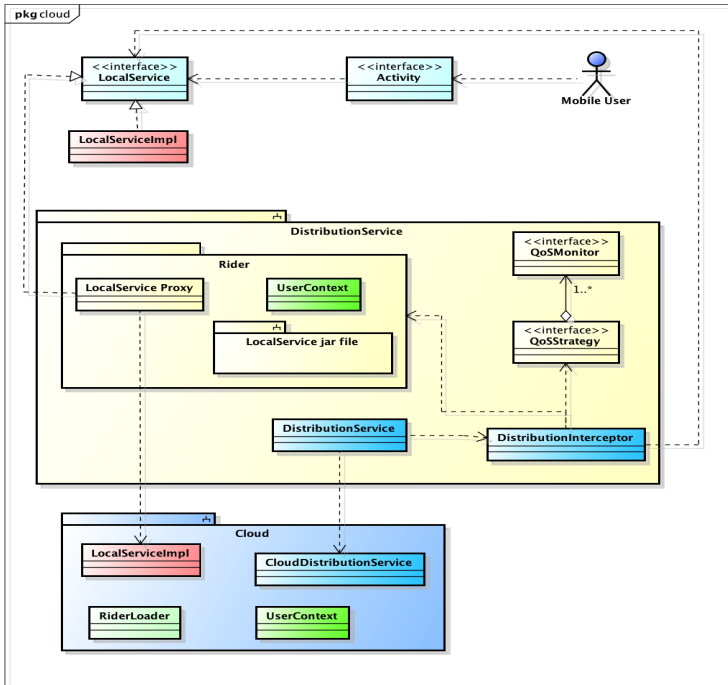 pkg cloud
<<interface>>
LocalService
<<interface>>
Activity
Mobile User
LocalServiceImpl
DistributionService
Rider
LocalService Proxy
UserContext
LocalService jar file
<<interface>>
QoSMonitor
1..*
<<interface>>
QoSStrategy
DistributionService
DistributionInterceptor
Cloud
LocalServiceImpl
CloudDistributionService
RiderLoader
UserContext